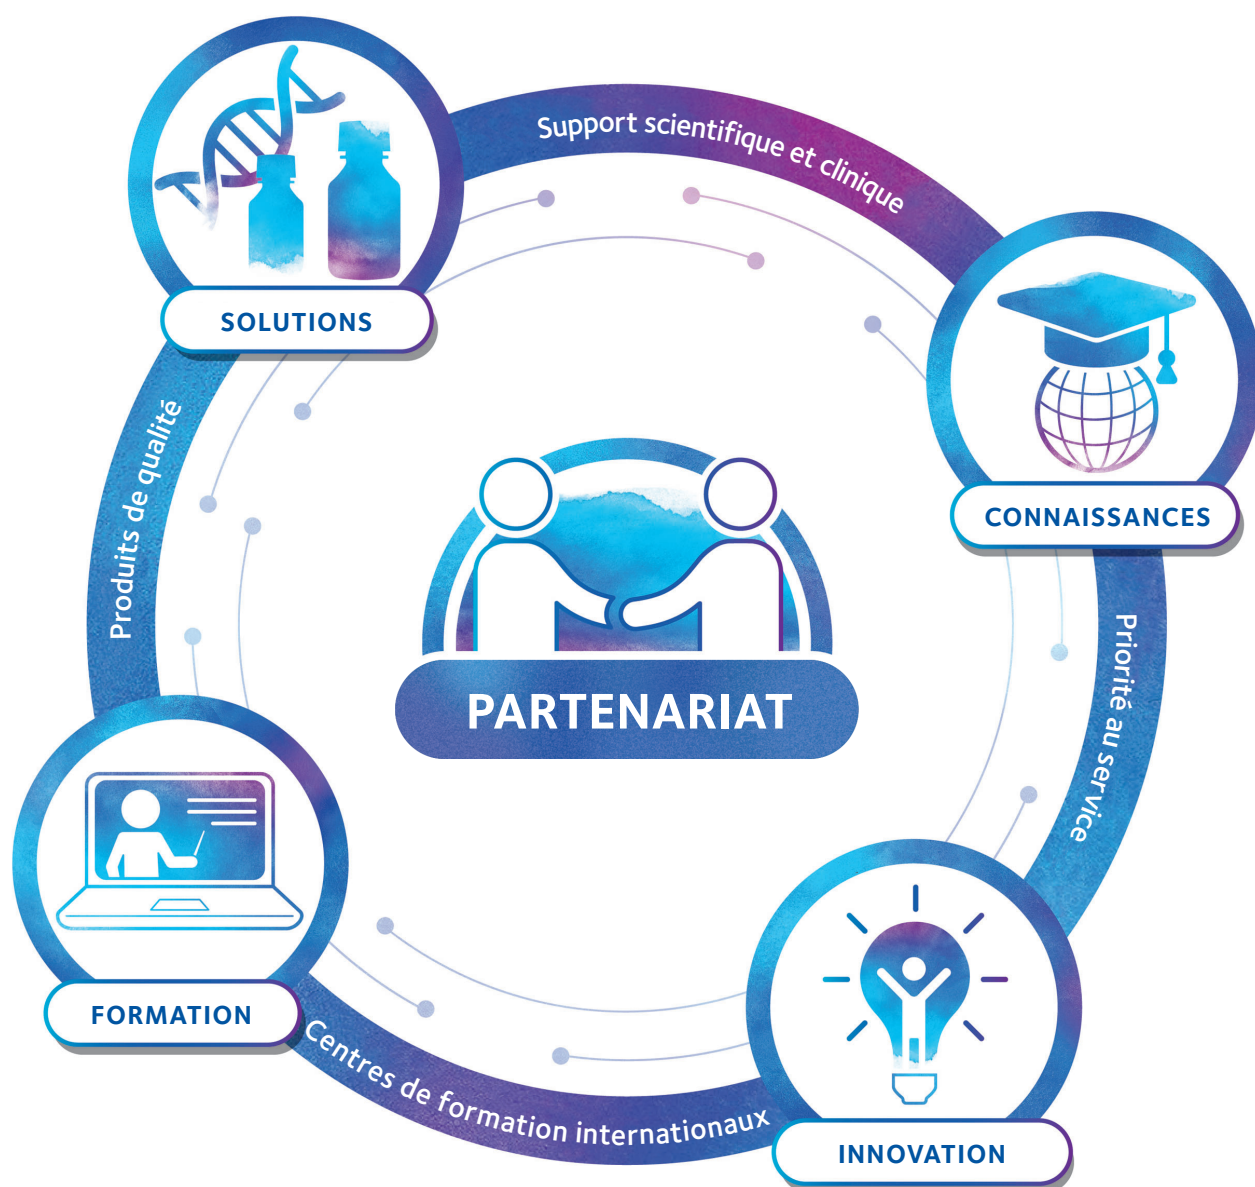 Support scientifique et clinique
SOLUTIONS
CONNAISSANCES
Produits de qualité
Priorité au service
PARTENARIAT
FORMATION
Centres de formation internationaux
INNOVATION